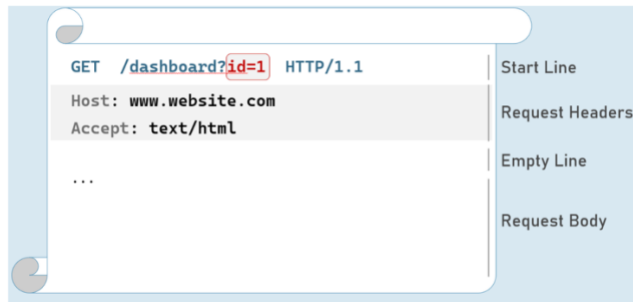 GET /dashboard?id=1 HTTP/1.1 Start Line
Host: www.website.com
Accept: text/html
Request Headers
Empty Line
...
Request Body